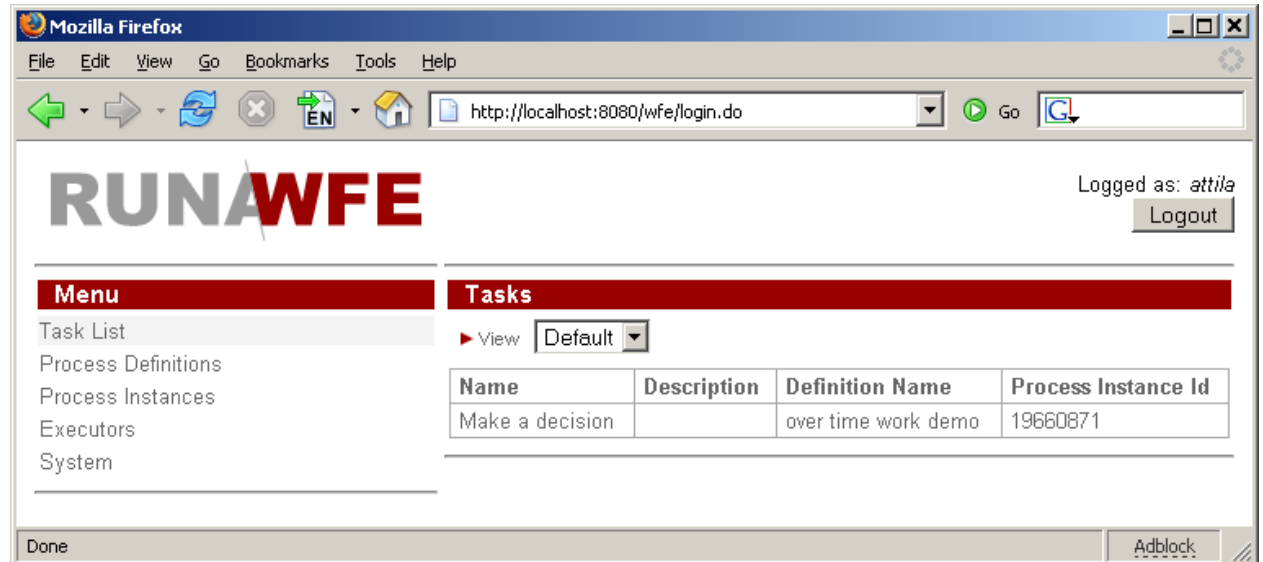 Mozilla Firefox
File Edit View Go Bookmarks Tools Help
EN http://localhost:8080/wfe/login.do Go G
RUNAWFE
Logged as: attila
Logout
Menu
Task List
Process Definitions
Process Instances
Executors
System
Tasks
View Default
Name Description Definition Name Process Instance Id
Make a decision over time work demo 19660871
Done Adblock